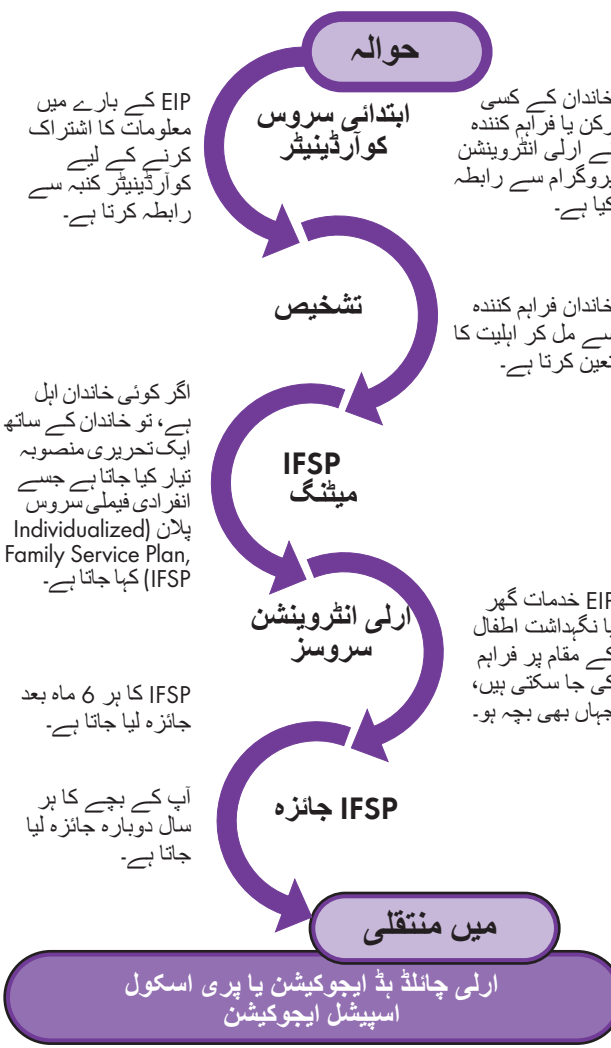 حوالہ
خاندان کے کسی
رکن یا فراہم کنندہ
نے ارلی انٹروینشن
پروگرام سے رابطہ
کیا ہے۔
ابتدائی سروس
کوآرڈینیٹر
EIP کے بارے میں
معلومات کا اشتراک
کرنے کے لیے
کوآرڈینیٹر کنبہ سے
رابطہ کرتا ہے۔
تشخیص
خاندان فراہم کنندہ
سے مل کر اہلیت کا
تعین کرتا ہے۔
IFSP
میٹنگ
اگر کوئی خاندان اہل
ہے، تو خاندان کے ساتھ
ایک تحریری منصوبہ
تیار کیا جاتا ہے جسے
انفرادی فیملی سروس
پلان (Individualized
Family Service Plan,
IFSP) کہا جاتا ہے۔
ارلی انٹروینشن
سروسز
EIP خدمات گھر
یا نگہداشت اطفال
کے مقام پر فراہم
کی جا سکتی ہیں،
جہاں بھی بچہ ہو۔
IFSP کا ہر 6 ماہ بعد
جائزہ لیا جاتا ہے۔
IFSP جائزہ
آپ کے بچے کا ہر
سال دوبارہ جائزہ لیا
جاتا ہے۔
میں منتقلی
ارلی چائلڈ ہڈ ایجوکیشن یا پری اسکول
اسپیشل ایجوکیشن